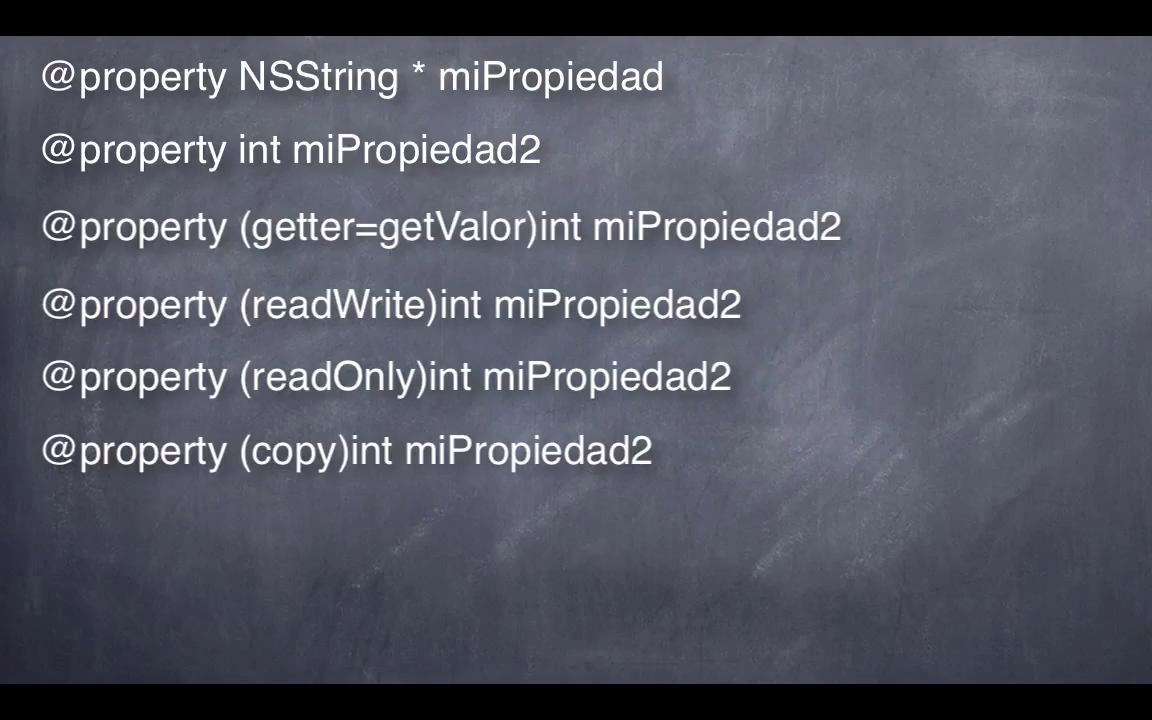 @property NSString * miPropiedad
@property int miPropiedad2
@property (getter=getValor)int miPropiedad2
@property (readWrite)int miPropiedad2
@property (readOnly)int miPropiedad2
@property (copy)int miPropiedad2